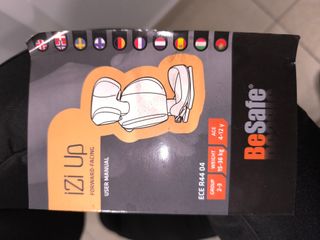 iZi Up
FORWARD-FACING
USER MANUAL
ECE R44 04
GROUP
2-3
WEIGHT
15-36 kg
AGE
4-12 y
BeSafe®